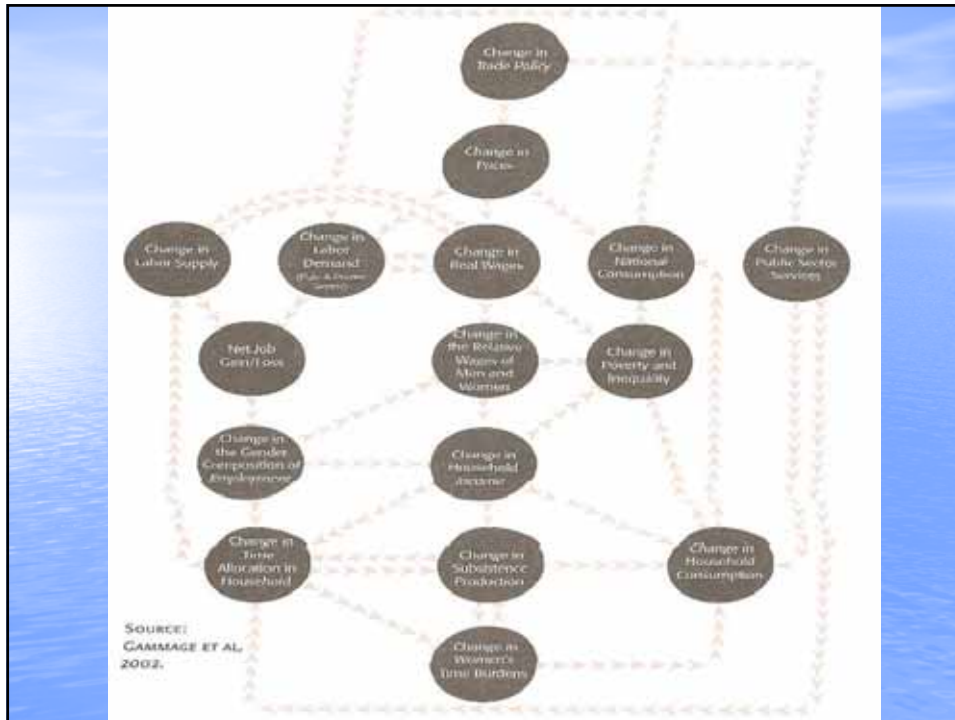 Change in
Trade Policy
Change in
Prices
Change in
Labor Supply
Change in
Labor
Demand
Change in
Real Wages
Change in
National
Consumption
Change in
Public Sector
Services
Net Job
Gain/Loss
Change in
the Relative
Wages of
Men and
Women
Change in
Poverty and
Inequality
Change in
the Gender
Composition of
Employment
Change in
Household
Income
Change in
Time
Allocation in
Household
Change in
Subsistence
Production
Change in
Household
Consumption
Change in
Women's
Time Burdens
SOURCE:
GAMMAGE ET AL,
2002.